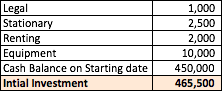 Legal 1,000
Stationary 2,500
Renting 2,000
Equipment 10,000
Cash Balance on Starting date 450,000
Intial Investment 465,500